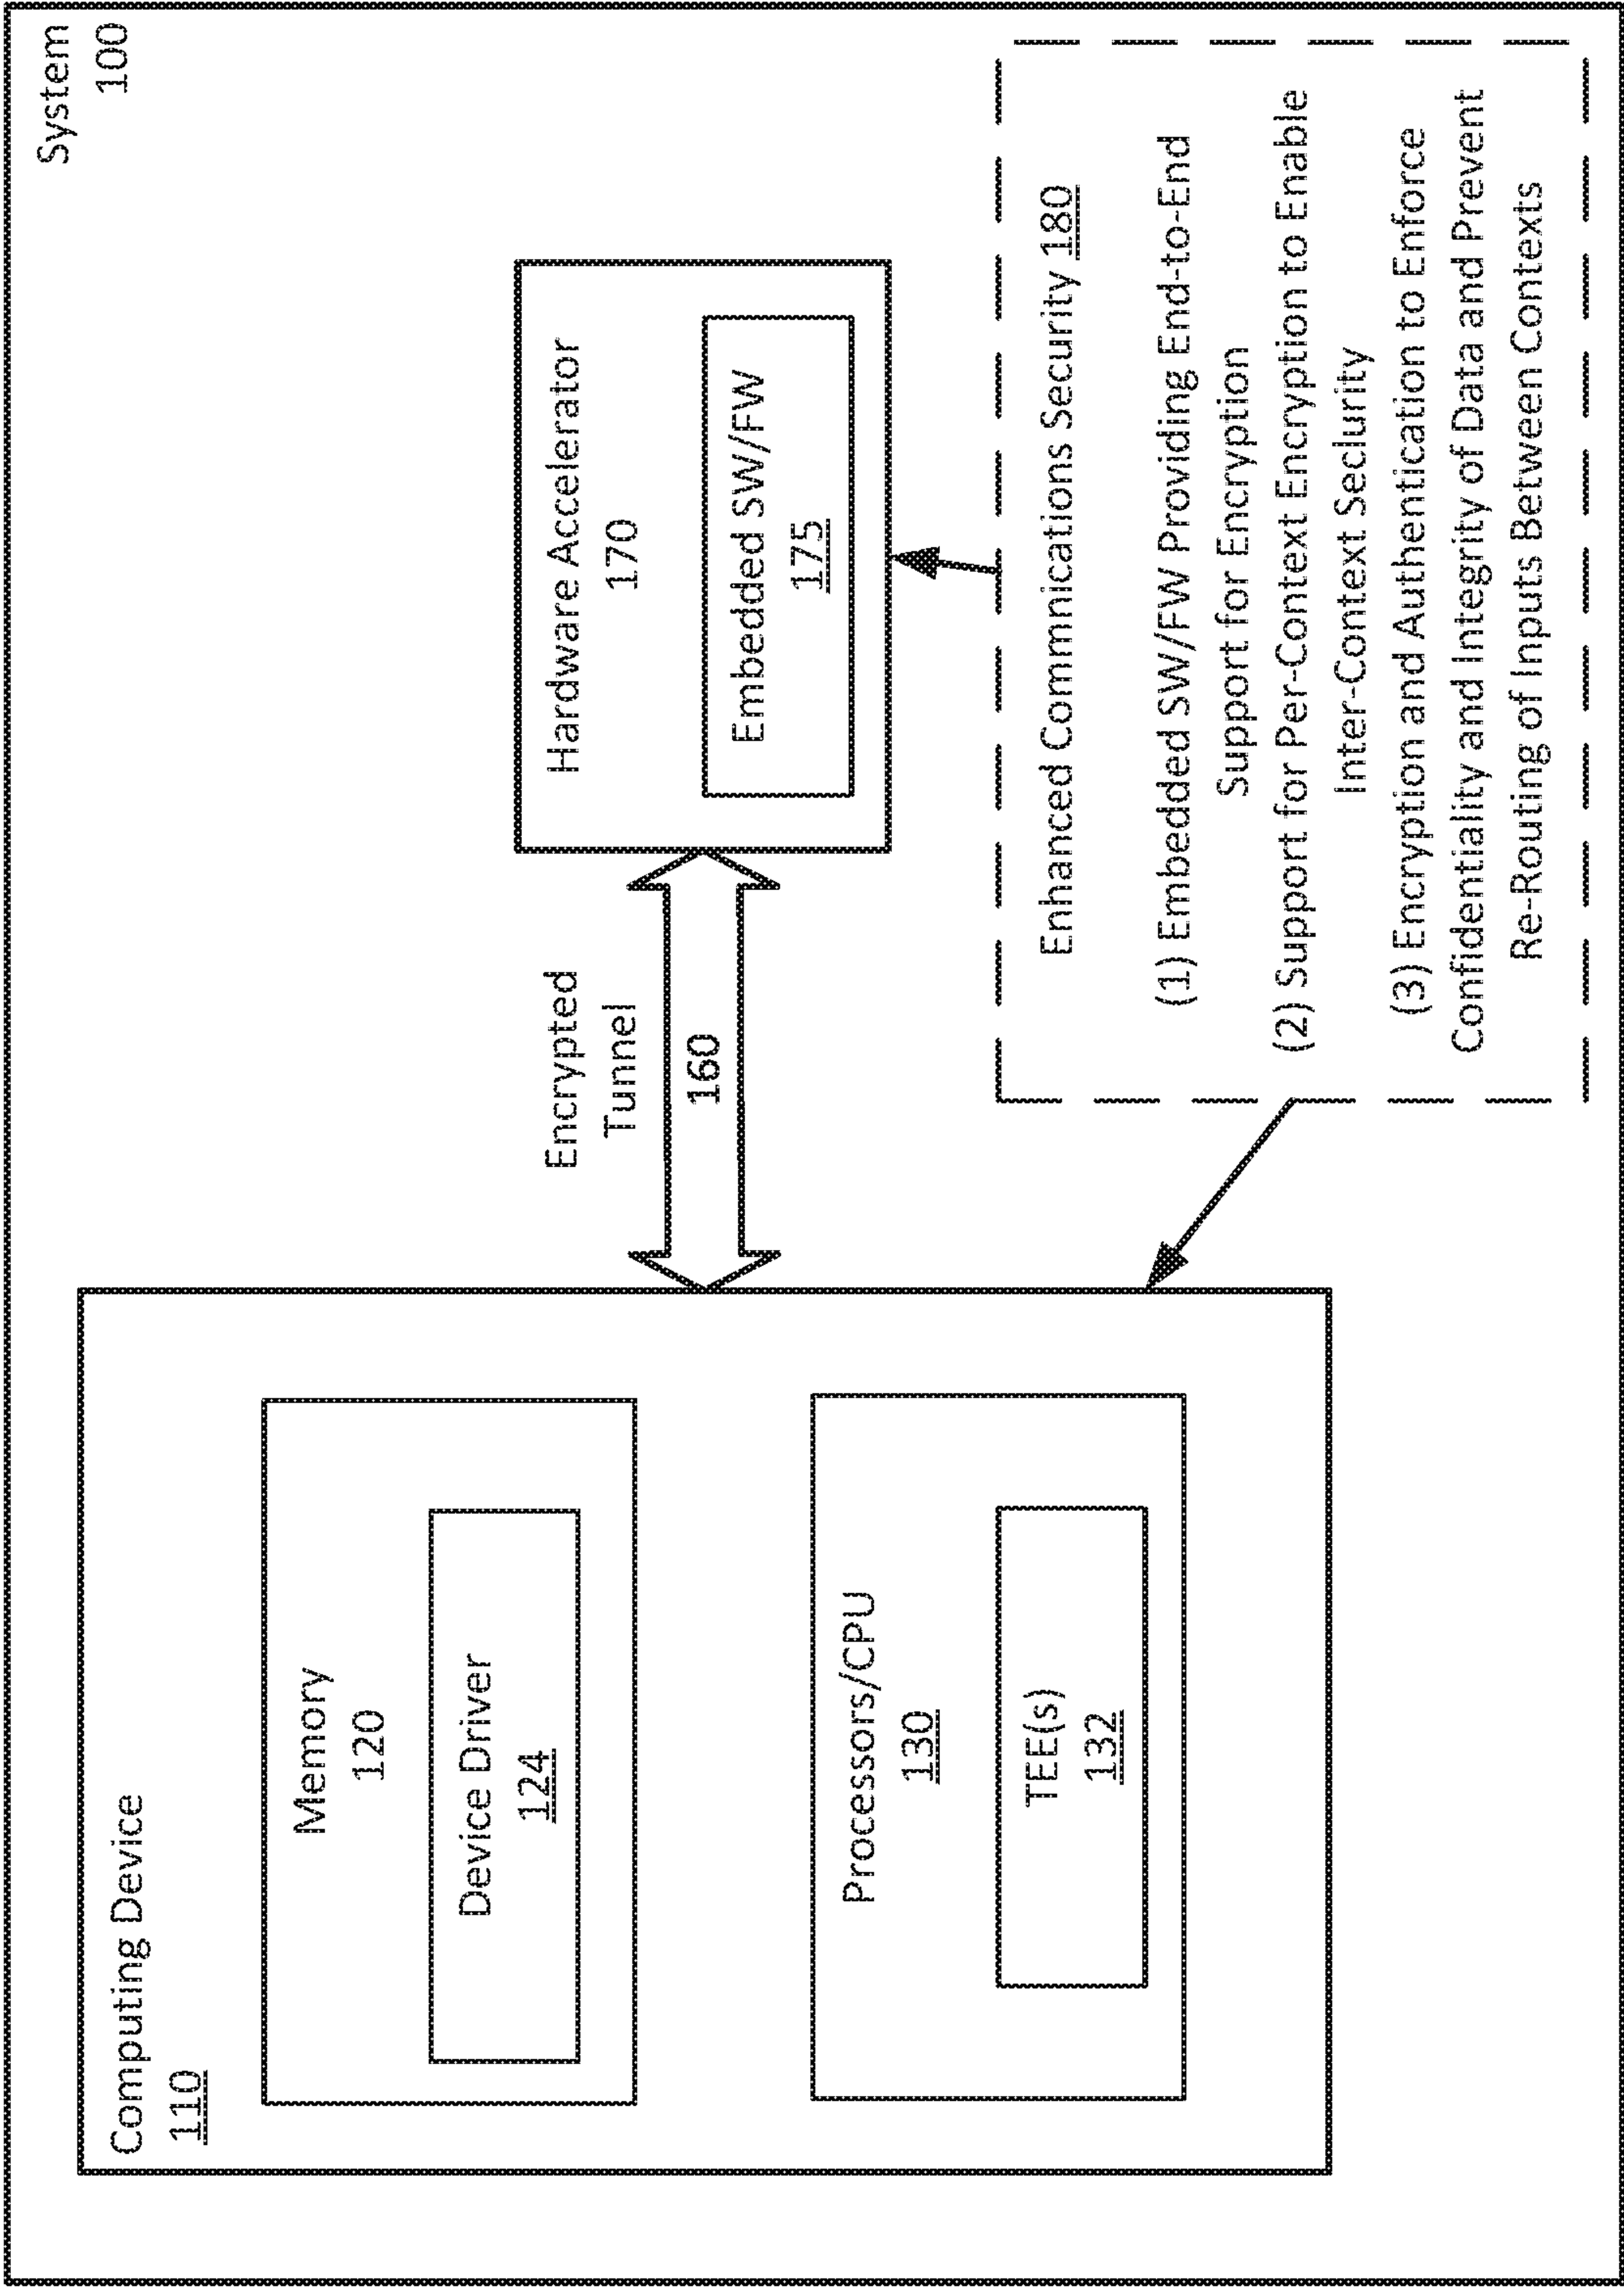 System
100
Computing Device
110
Memory
120
Device Driver
124
Processors/CPU
130
TEE(s)
132
Encrypted
Tunnel
160
Hardware Accelerator
170
Embedded SW/FW
175
Enhanced Commnications Security 180
(1) Embedded SW/FW Providing End-to-End
Support for Encryption
(2) Support for Per-Context Encryption to Enable
Inter-Context Seclurity
(3) Encryption and Authentication to Enforce
Confidentiality and Integrity of Data and Prevent
Re-Routing of Inputs Between Contexts